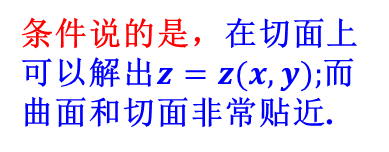 条件说的是，在切面上
可以解出z = z(x, y);而
曲面和切面非常贴近.